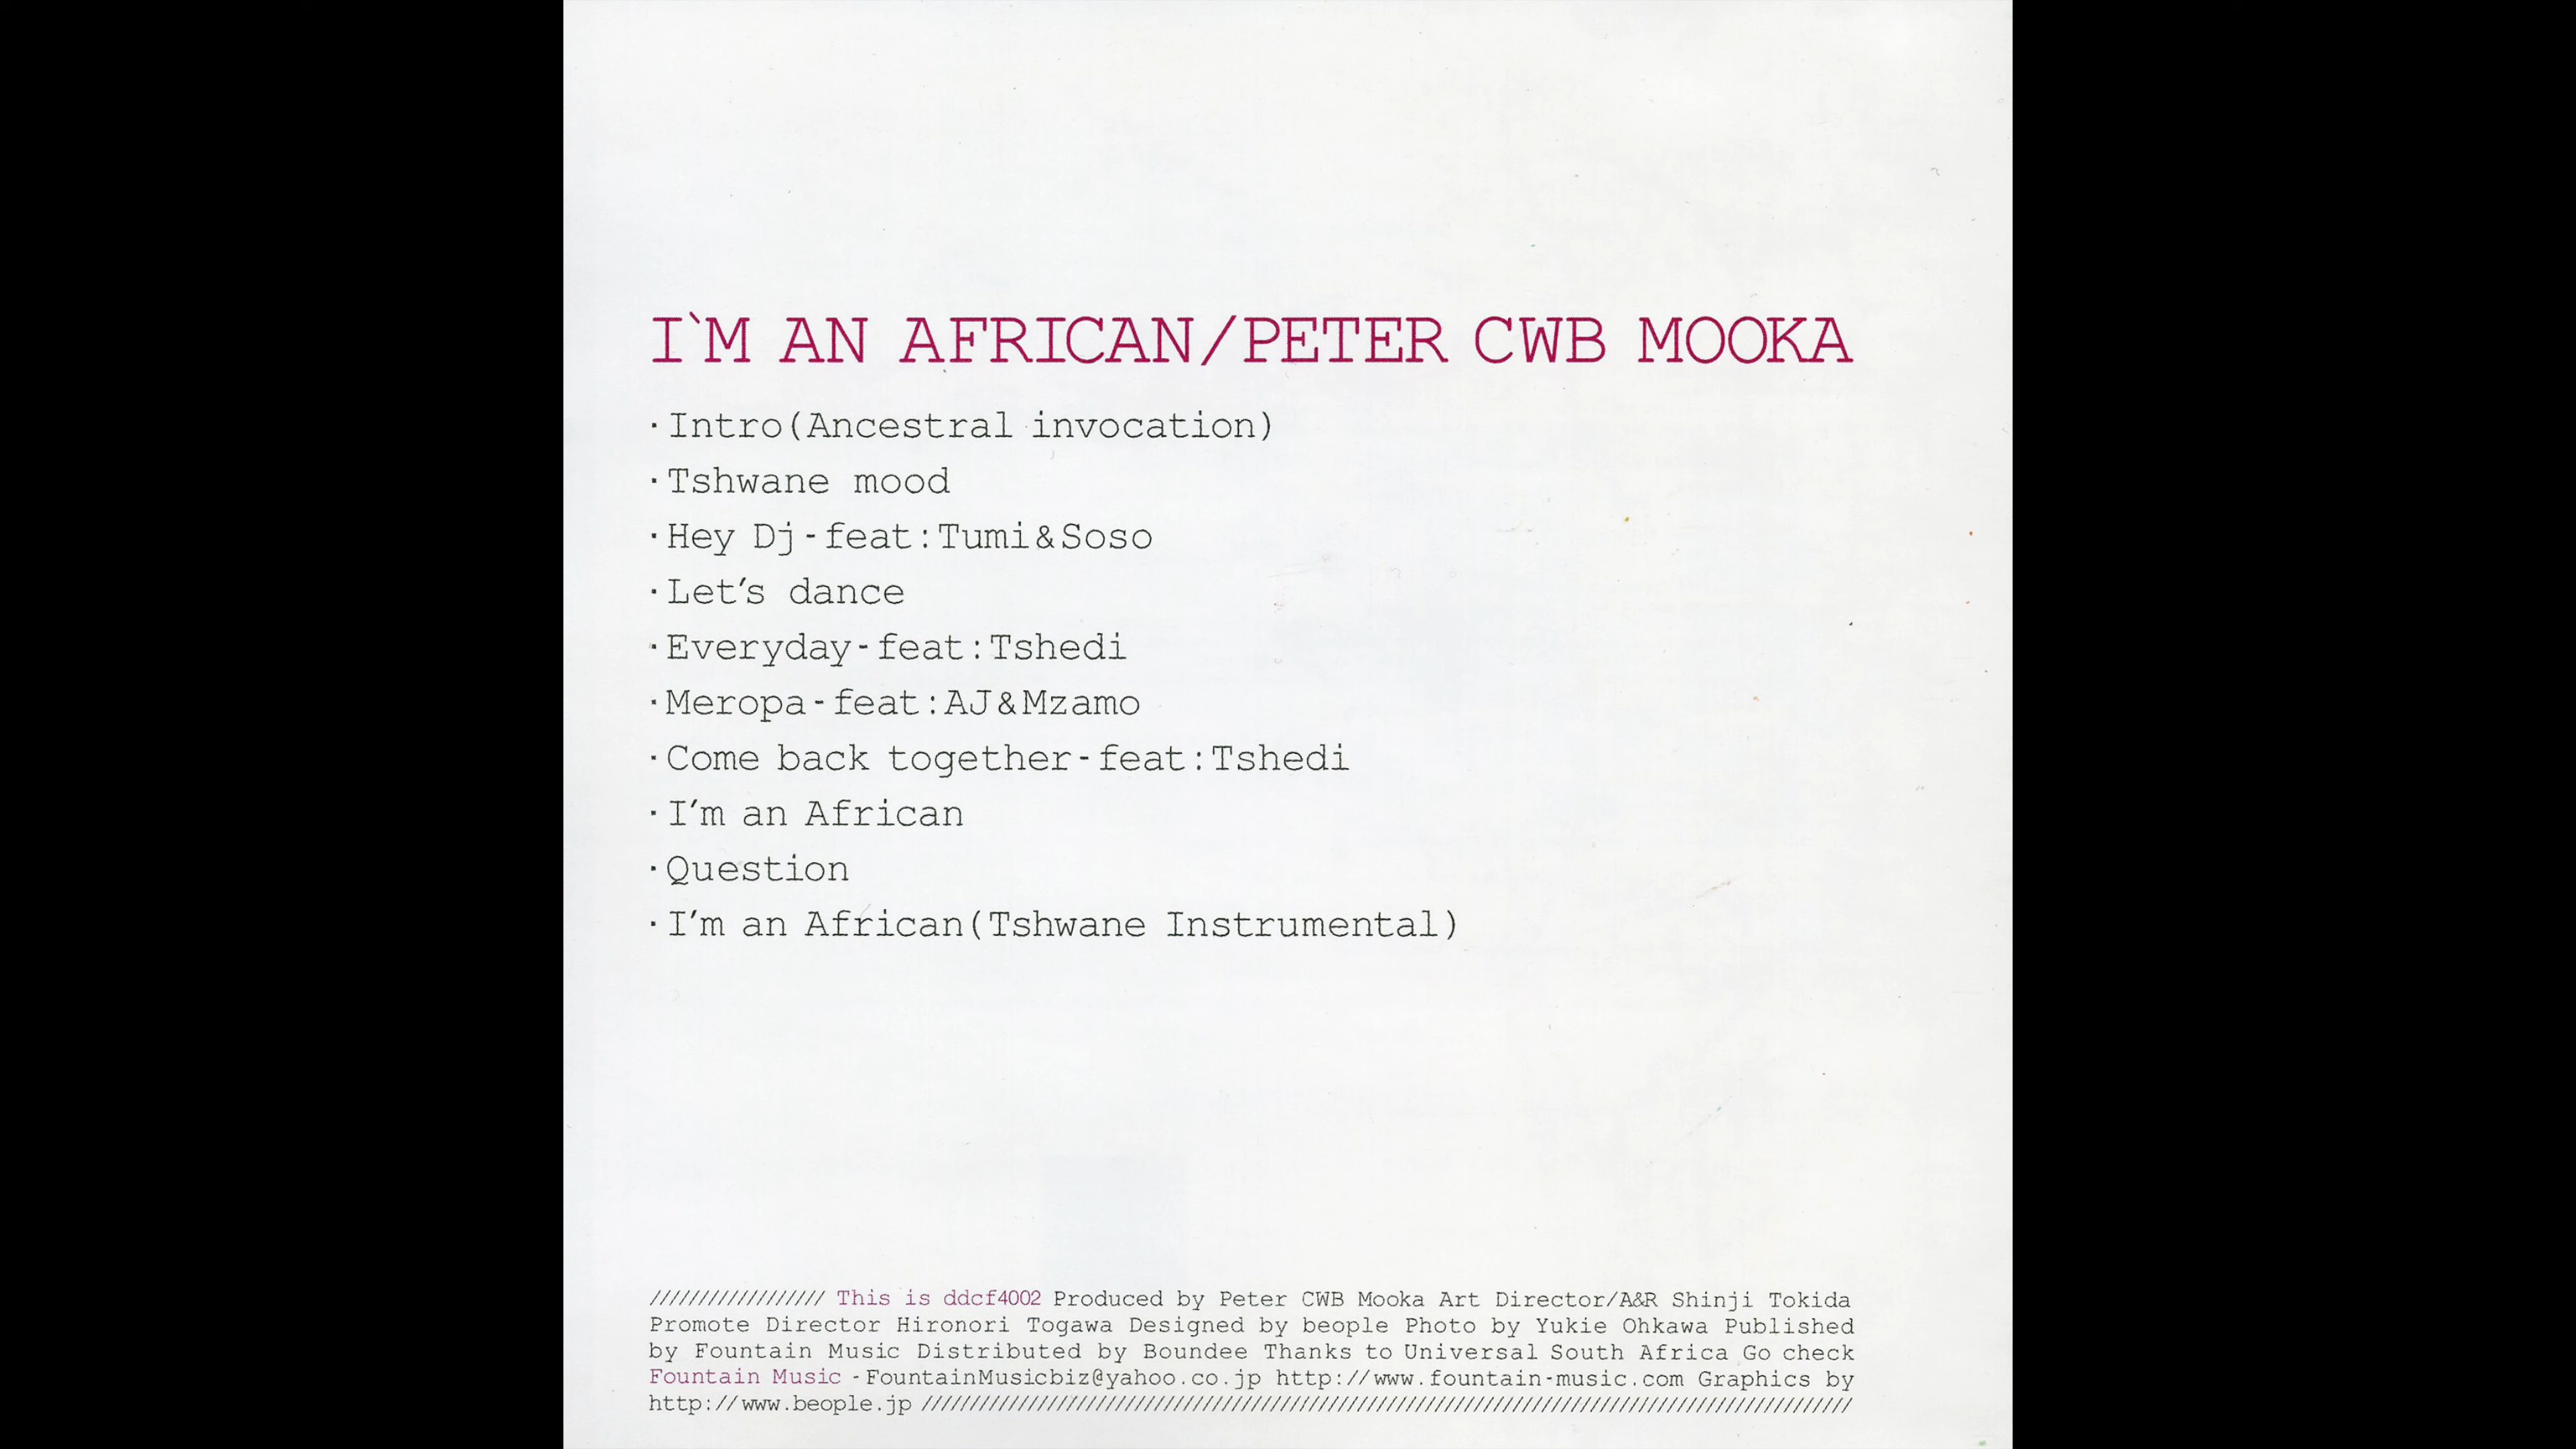 I`M AN AFRICAN/PETER CWB MOOKA
·Intro(Ancestral invocation)
·Tshwane mood
·Hey Dj-feat:Tumi&Soso
·Let's dance
·Everyday-feat:Tshedi
·Meropa-feat:AJ&Mzamo
·Come back together-feat:Tshedi
·I'm an African
·Question
·I'm an African(Tshwane Instrumental)
////////////////// This is ddcf4002 Produced by Peter CWB Mooka Art Director/A&R Shinji Tokida
Promote Director Hironori Togawa Designed by beople Photo by Yukie Ohkawa Published
by Fountain Music Distributed by Boundee Thanks to Universal South Africa Go check
Fountain Music -FountainMusicbiz@yahoo.co.jp http://www.fountain-music.com Graphics by
http://www.beople.jp ////////////////////////////////////////////////////////////////////////////////////////////////